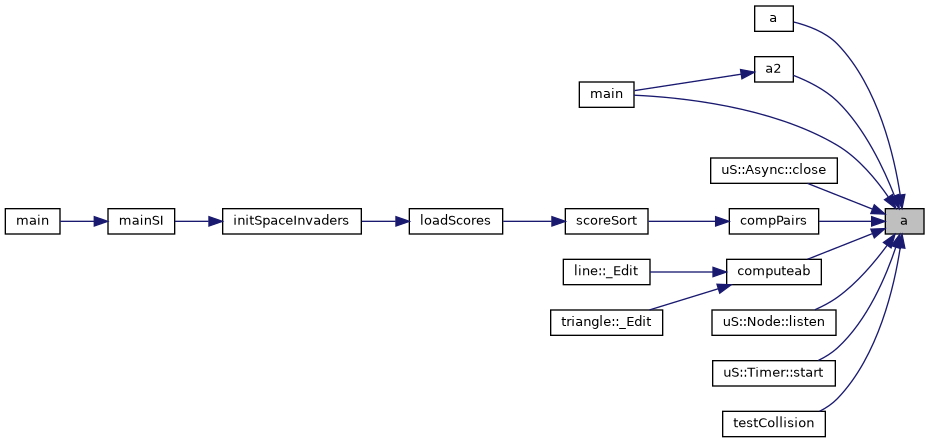 a
a2
main
uS::Async::close
main
mainSI
initSpaceInvaders
loadScores
scoreSort
compPairs
a
line::_Edit
computeab
triangle::_Edit
uS::Node::listen
uS::Timer::start
testCollision